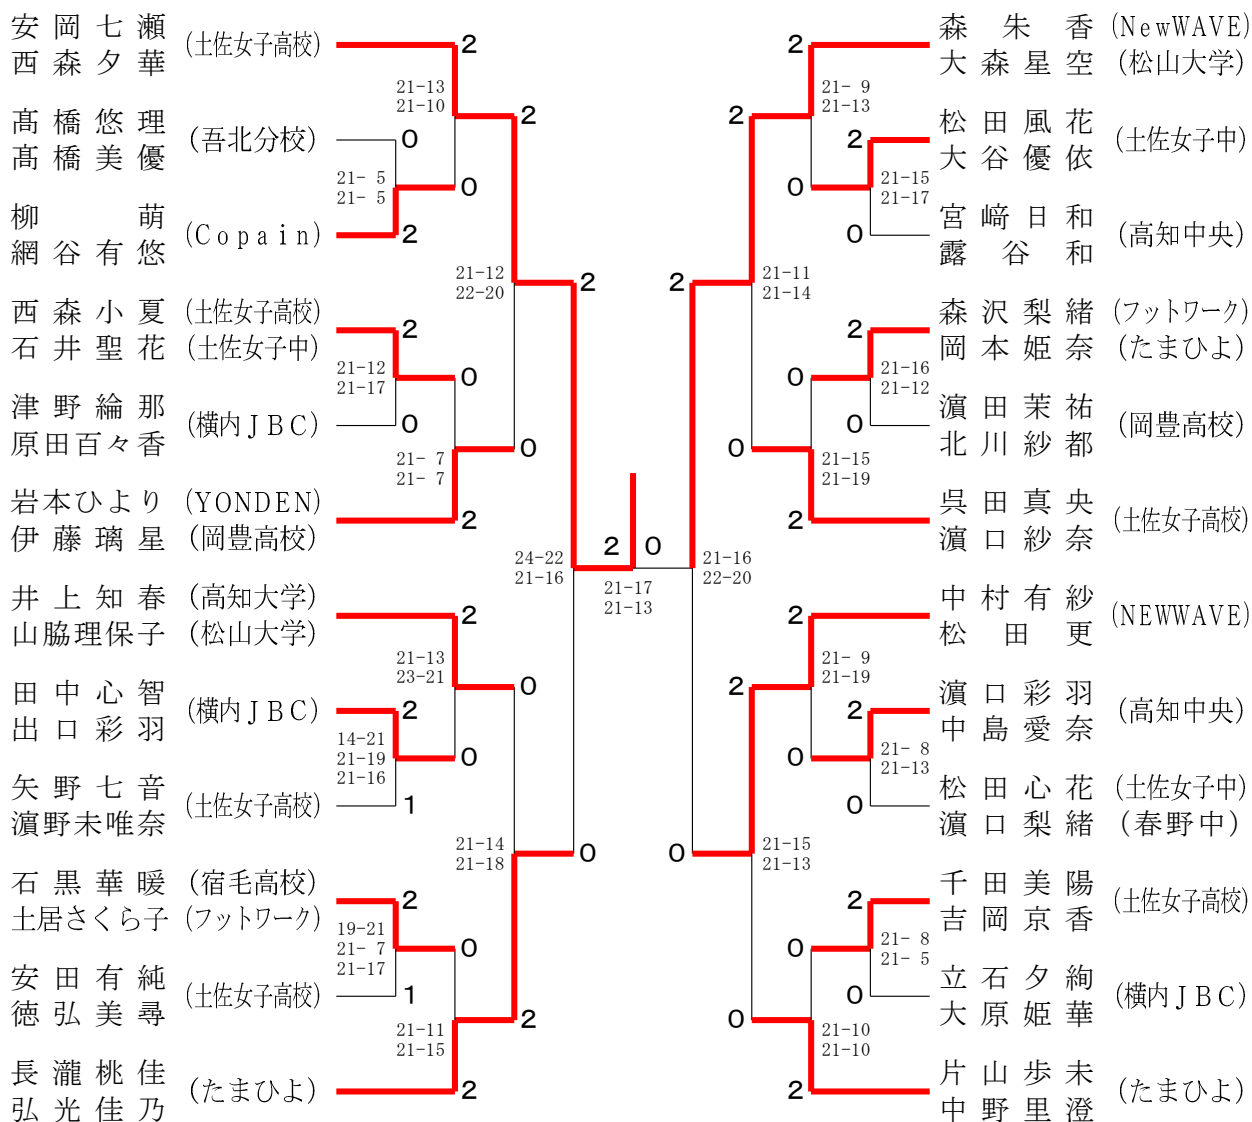 安岡七瀬
西森夕華
(土佐女子高校)
2
21-13
21-10
2
髙橋悠理
髙橋美優
(吾北分校)
0
21- 5
21- 5
0
柳 萌
網谷有悠
(Copain)
2
21-12
22-20
2
西森小夏 (土佐女子高校)
石井聖花 (土佐女子中)
2
21-12
21-17
0
津野綸那
原田百々香
(横内JBC)
0
0
21- 7
21- 7
岩本ひより (YONDEN)
伊藤璃星 (岡豊高校)
2
24-22
21-16
井上知春 (高知大学)
山脇理保子 (松山大学)
2
21-13
23-21
0
田中心智
出口彩羽
(横内JBC)
2
14-21
21-19
21-16
0
矢野七音
濵野未唯奈
(土佐女子高校)
1
21-14
21-18
0
石黒華暖 (宿毛高校)
土居さくら子 (フットワーク)
2
19-21
21- 7
21-17
0
安田有純
徳弘美尋
(土佐女子高校)
1
2
21-11
21-15
長瀧桃佳
弘光佳乃
(たまひよ)
2
2 0
21-17
21-13
森朱香 (NewWAVE)
大森星空 (松山大学)
2
21- 9
21-13
2
松田風花
大谷優依
(土佐女子中)
2
21-15
21-17
0
宮﨑日和
露谷和
(高知中央)
0
2
21-11
21-14
森沢梨緒 (フットワーク)
岡本姫奈 (たまひよ)
2
21-16
21-12
0
濵田茉祐
北川紗都
(岡豊高校)
0
0
21-15
21-19
呉田真央
濵口紗奈
(土佐女子高校)
2
21-16
22-20
中村有紗
松田更
(NEWWAVE)
2
21- 9
21-19
2
濵口彩羽
中島愛奈
(高知中央)
2
21- 8
21-13
0
松田心花 (土佐女子中)
濵口梨緒 (春野中)
0
0
21-15
21-13
千田美陽
吉岡京香
(土佐女子高校)
2
21- 8
21- 5
0
立石夕絢
大原姫華
(横内JBC)
0
0
21-10
21-10
片山歩未
中野里澄
(たまひよ)
2